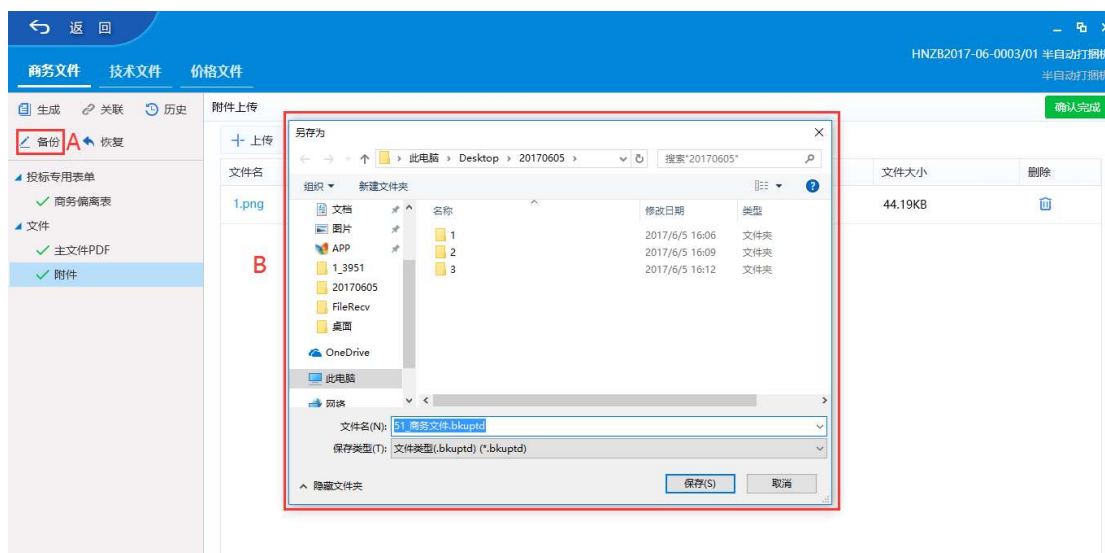 返 回
HNZB2017-06-0003/01 半自动打捆机
商务文件 技术文件 价格文件
半自动打捆
生成 关联 历史 附件上传 确认完成
备份 A 恢复 上传
投标专用表单
商务偏离表
文件
主文件PDF
附件
文件名 文件大小 删除
1.png 44.19KB
B
另存为
此电脑 › Desktop › 20170605 › 搜索"20170605"
组织 新建文件夹
文档 名称 修改日期 类型
图片 1 2017/6/5 16:06 文件夹
APP 2 2017/6/5 16:09 文件夹
1_3951 3 2017/6/5 16:12 文件夹
20170605
FileRecv
桌面
OneDrive
此电脑
网络
文件名(N): 51_商务文件.bkuptd
保存类型(T): 文件类型(.bkuptd) (*.bkuptd)
隐藏文件夹 保存(S) 取消